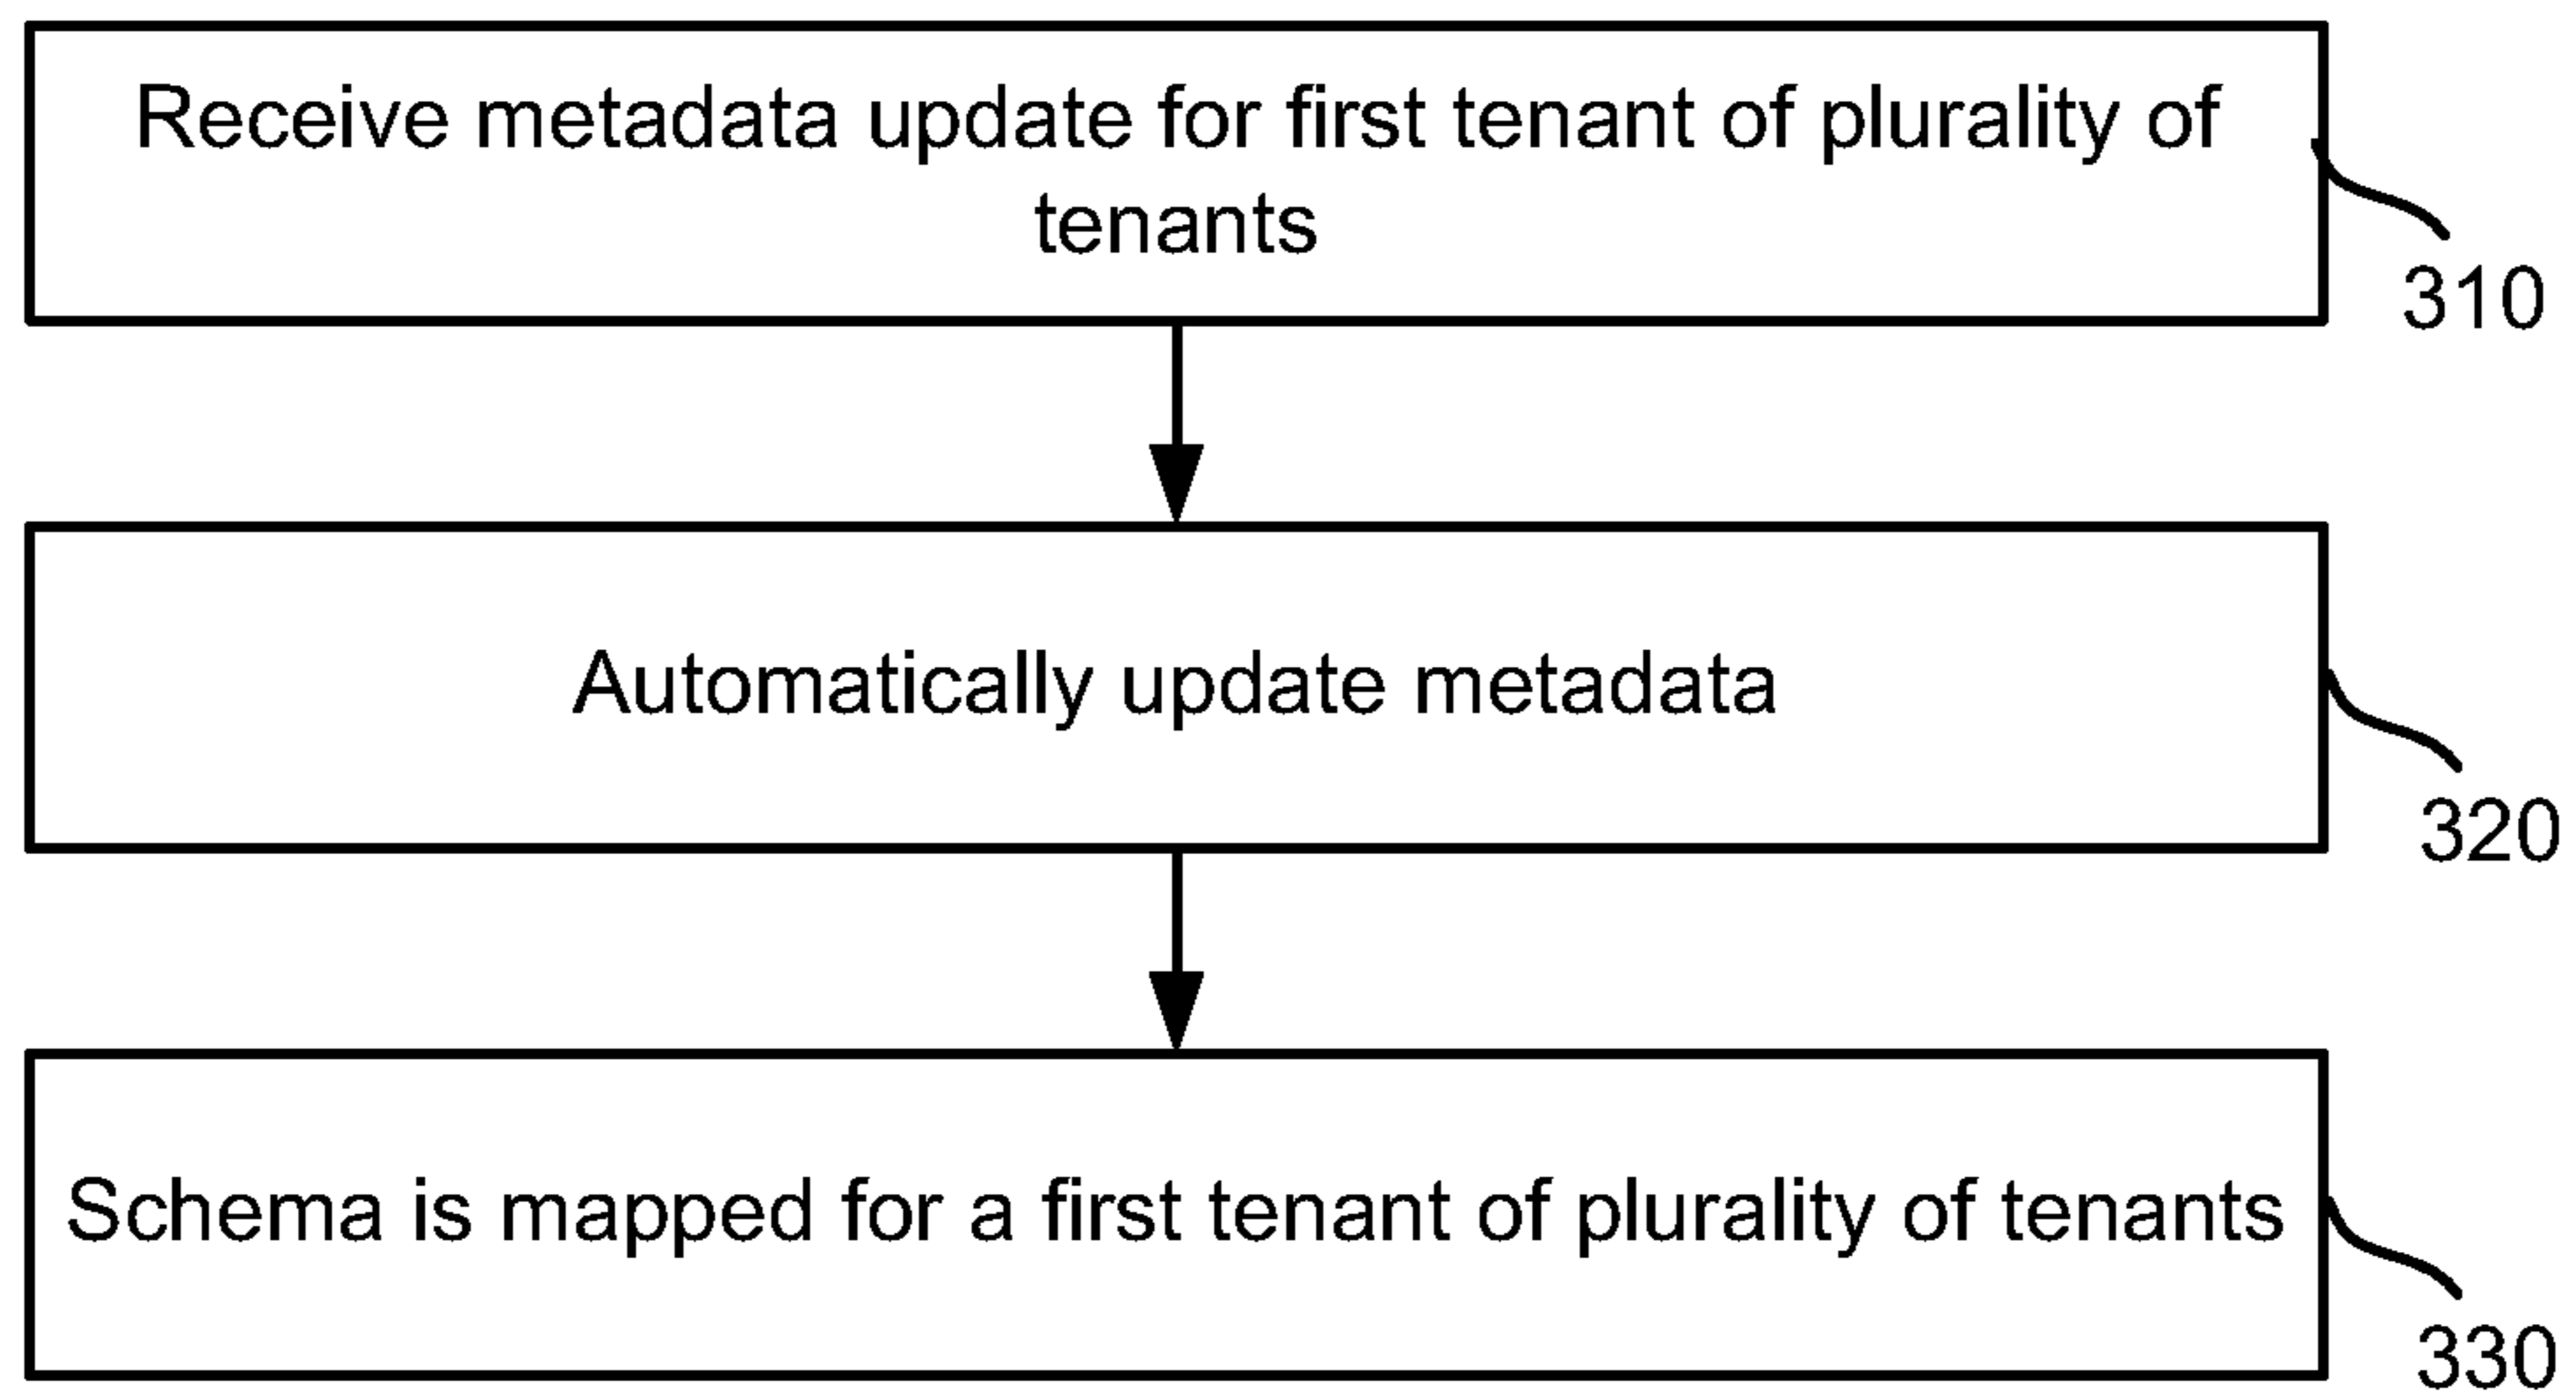 Receive metadata update for first tenant of plurality of
tenants
310
Automatically update metadata
320
Schema is mapped for a first tenant of plurality of tenants
330